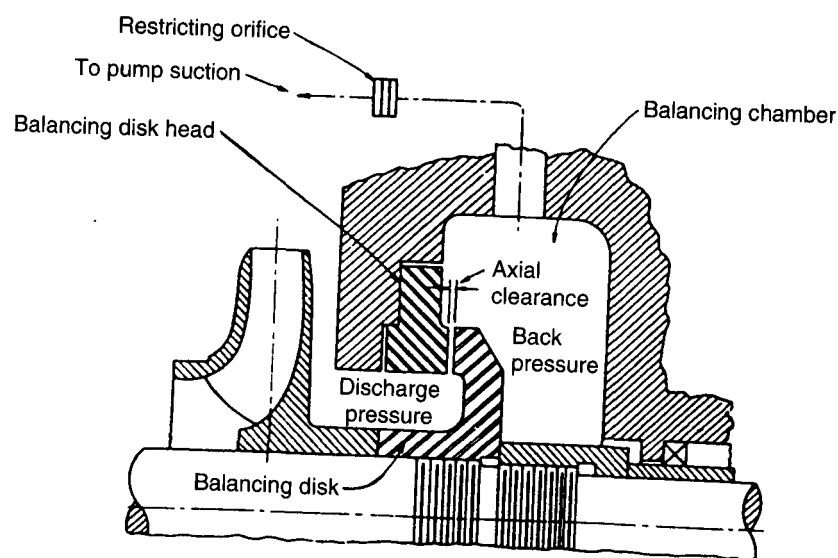 Restricting orifice
To pump suction
Balancing chamber
Balancing disk head
Axial
clearance
Back
pressure
Discharge
pressure
Balancing disk